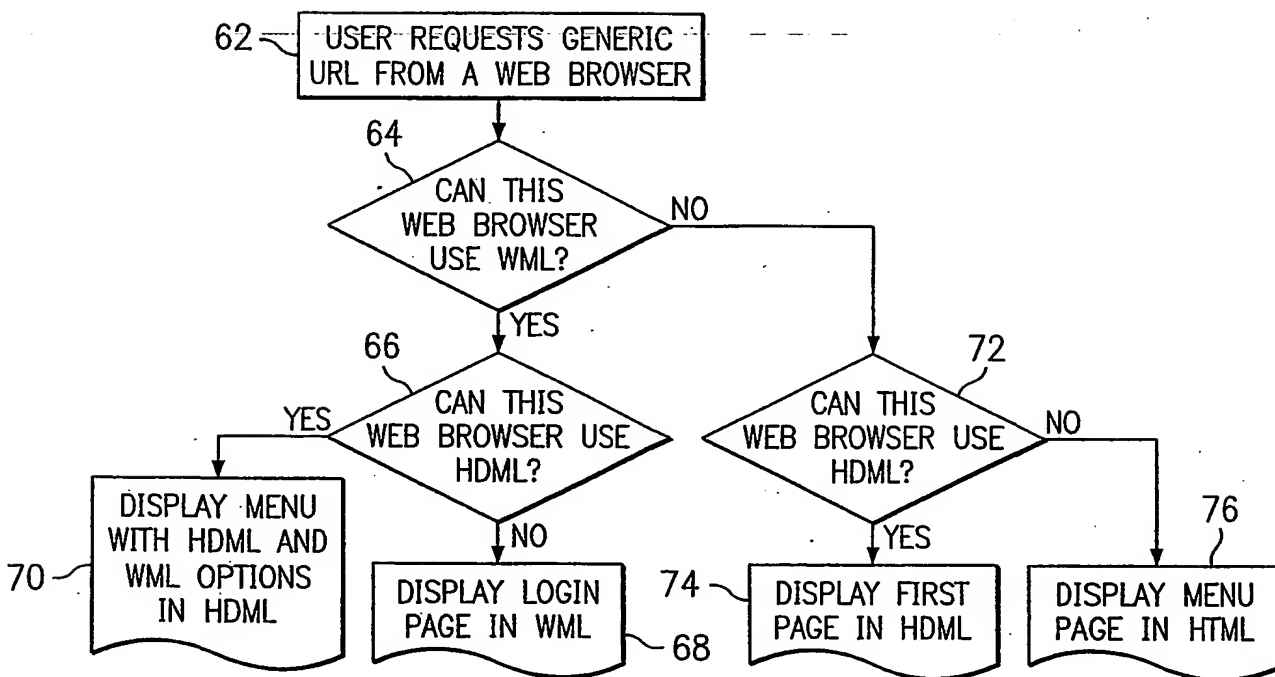 62
USER REQUESTS GENERIC
URL FROM A WEB BROWSER
64
CAN THIS
WEB BROWSER
USE WML?
NO
YES
66
CAN THIS
WEB BROWSER USE
HDML?
YES
NO
72
CAN THIS
WEB BROWSER USE
HDML?
NO
YES
70
DISPLAY MENU
WITH HDML AND
WML OPTIONS
IN HDML
DISPLAY LOGIN
PAGE IN WML
68
74
DISPLAY FIRST
PAGE IN HDML
76
DISPLAY MENU
PAGE IN HTML